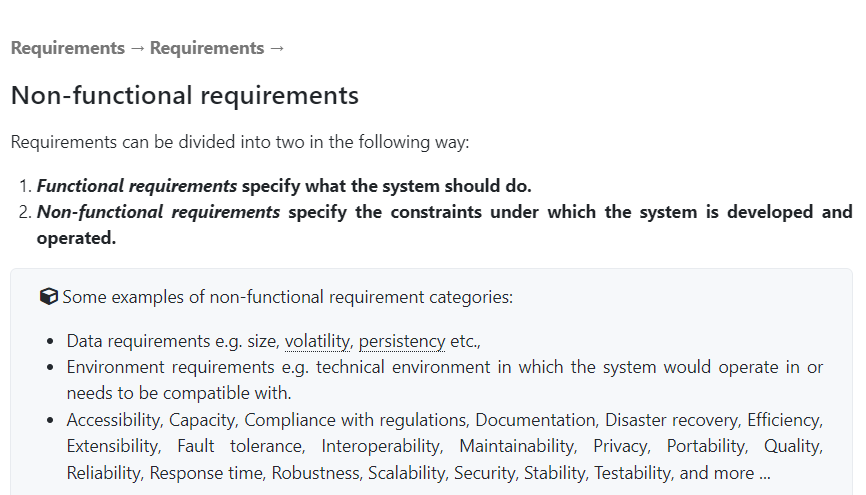 Requirements → Requirements →
Non-functional requirements
Requirements can be divided into two in the following way:
1. Functional requirements specify what the system should do.
2. Non-functional requirements specify the constraints under which the system is developed and
operated.
Some examples of non-functional requirement categories:
• Data requirements e.g. size, volatility, persistency etc.,
• Environment requirements e.g. technical environment in which the system would operate in or
needs to be compatible with.
• Accessibility, Capacity, Compliance with regulations, Documentation, Disaster recovery, Efficiency,
Extensibility, Fault tolerance, Interoperability, Maintainability, Privacy, Portability, Quality,
Reliability, Response time, Robustness, Scalability, Security, Stability, Testability, and more ...